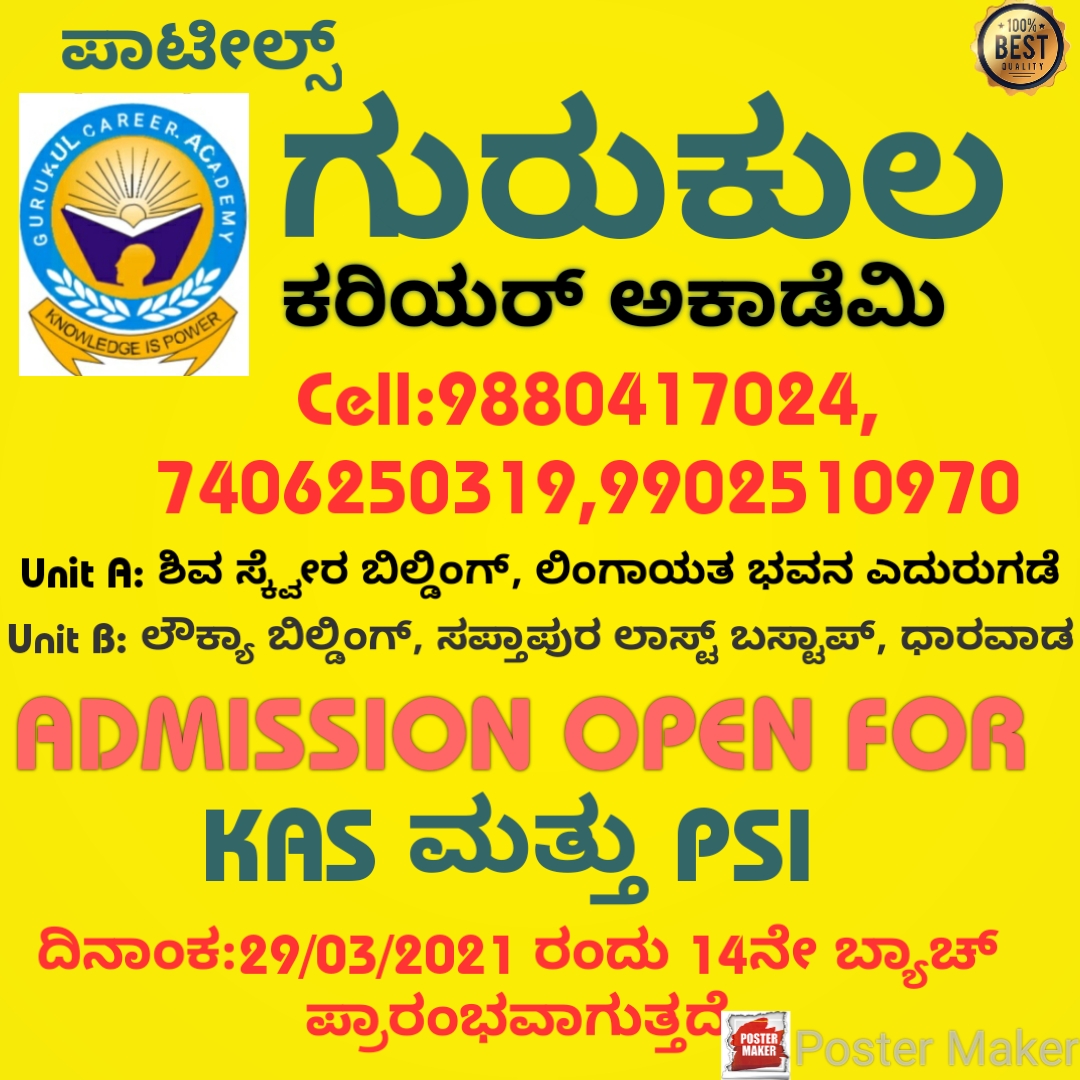 ಪಾಟೀಲ್ಸ್
100%
BEST
QUALITY
GURUKUL CAREER. ACADEMY
KNOWLEDGE IS POWER
ಗುರುಕುಲ
ಕರಿಯರ್ ಅಕಾಡೆಮಿ
Cell:9880417024,
7406250319,9902510970
Unit A: ಶಿವ ಸ್ಕ್ವೇರ ಬಿಲ್ಡಿಂಗ್, ಲಿಂಗಾಯತ ಭವನ ಎದುರುಗಡೆ
Unit B: ಲೌಕ್ಯಾ ಬಿಲ್ಡಿಂಗ್, ಸಪ್ತಾಪುರ ಲಾಸ್ಟ್ ಬಸ್ಟಾಪ್, ಧಾರವಾಡ
ADMISSION OPEN FOR
KAS ಮತ್ತು PSI
ದಿನಾಂಕ:29/03/2021 ರಂದು 14ನೇ ಬ್ಯಾಚ್
ಪ್ರಾರಂಭವಾಗುತ್ತದೆ
POSTER
MAKER
Poster Maker